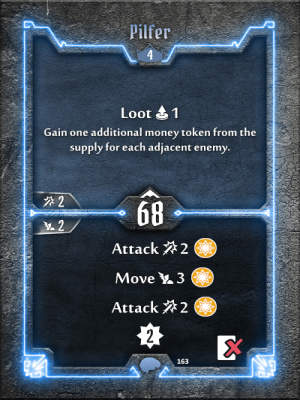 Pilfer
4
Loot 1
Gain one additional money token from the
supply for each adjacent enemy.
2
68
2
Attack 2
Move 3
Attack 2
2
163